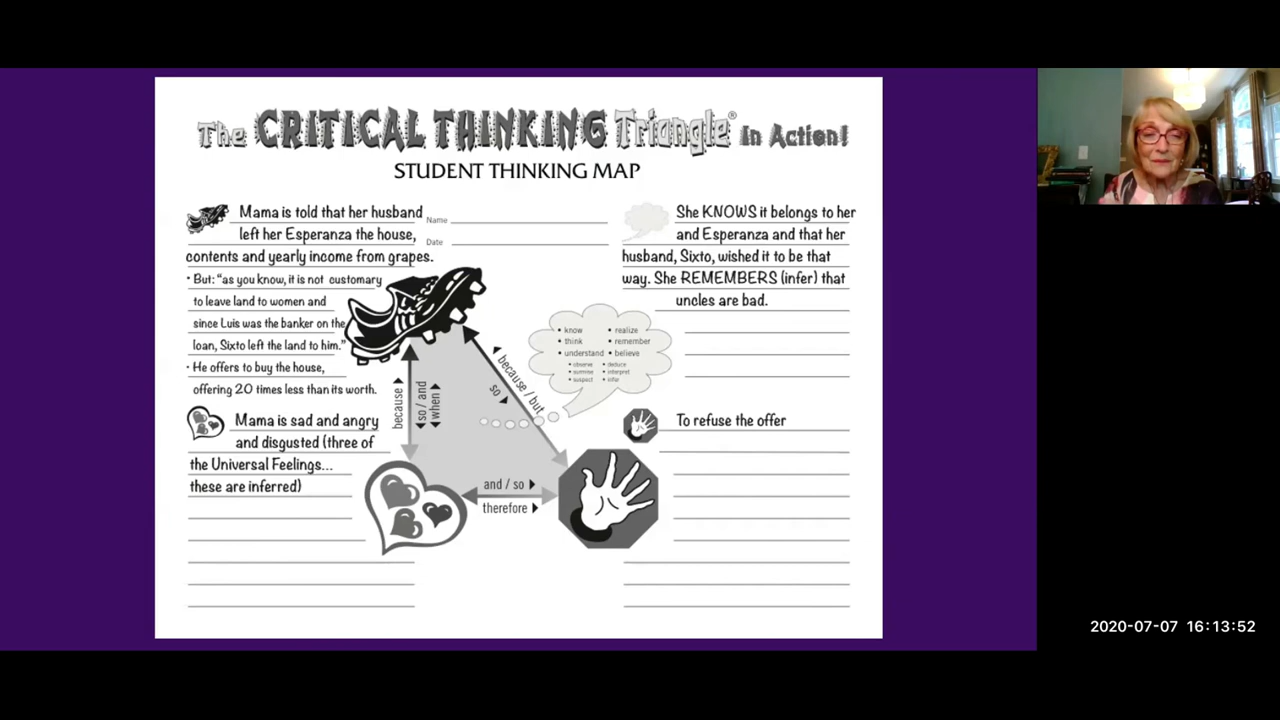 The CRITICAL THINKING Triangle® In Action!
STUDENT THINKING MAP
Mama is told that her husband
left her Esperanza the house,
contents and yearly income from grapes.
• But: "as you know, it is not customary
to leave land to women and
since Luis was the banker on the
loan, Sixto left the land to him."
• He offers to buy the house,
offering 20 times less than its worth.
Name
Date
She KNOWS it belongs to her
and Esperanza and that her
husband, Sixto, wished it to be that
way. She REMEMBERS (infer) that
uncles are bad.
• know
• think
• understand
• realize
• remember
• believe
• observe
• surmise
• suspect
• deduce
• interpret
• infer
because
so / and
when
because / but
so
and / so
therefore
Mama is sad and angry
and disgusted (three of
the Universal Feelings...
these are inferred)
To refuse the offer
2020-07-07 16:13:52